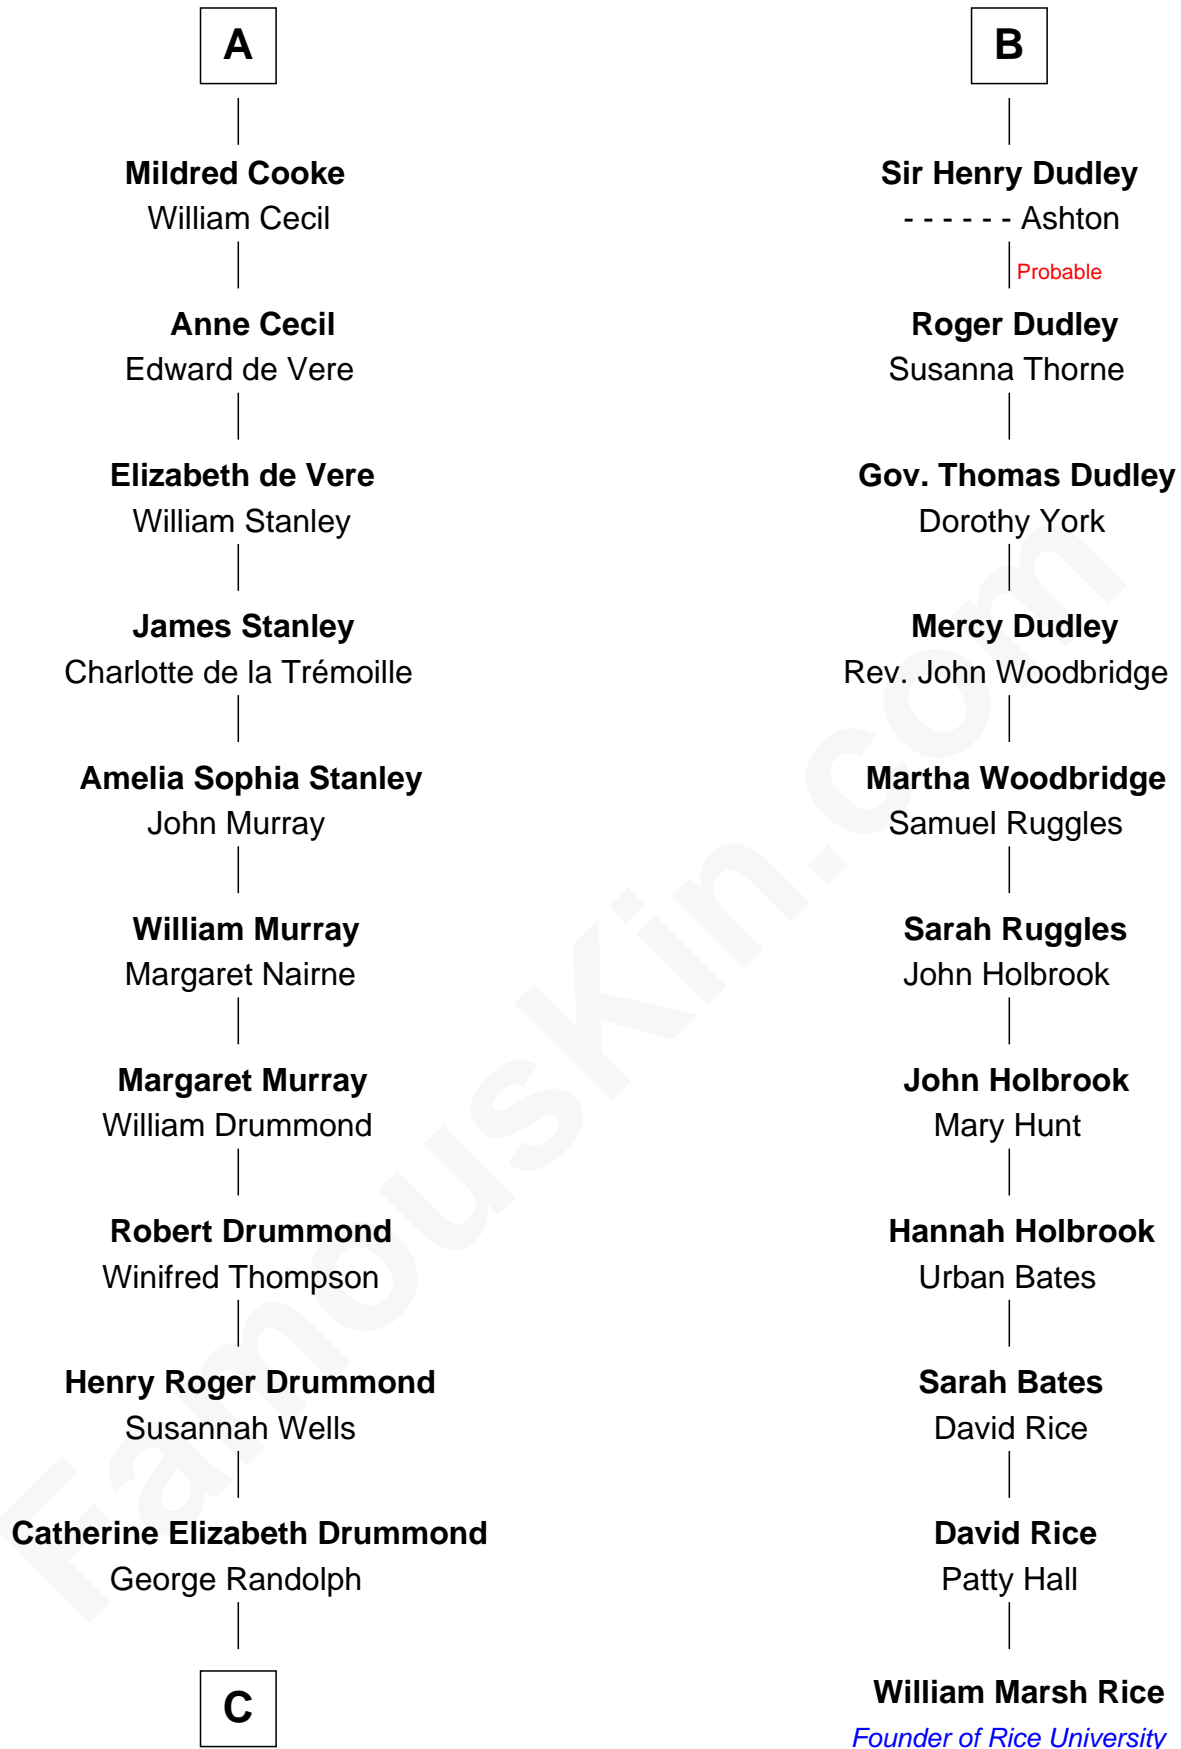 A
Mildred Cooke
William Cecil
Anne Cecil
Edward de Vere
Elizabeth de Vere
William Stanley
James Stanley
Charlotte de la Trémoille
Amelia Sophia Stanley
John Murray
William Murray
Margaret Nairne
Margaret Murray
William Drummond
Robert Drummond
Winifred Thompson
Henry Roger Drummond
Susannah Wells
Catherine Elizabeth Drummond
George Randolph
C
B
Sir Henry Dudley
- - - - - - Ashton
Probable
Roger Dudley
Susanna Thorne
Gov. Thomas Dudley
Dorothy York
Mercy Dudley
Rev. John Woodbridge
Martha Woodbridge
Samuel Ruggles
Sarah Ruggles
John Holbrook
John Holbrook
Mary Hunt
Hannah Holbrook
Urban Bates
Sarah Bates
David Rice
David Rice
Patty Hall
William Marsh Rice
Founder of Rice University
FamousKin.com